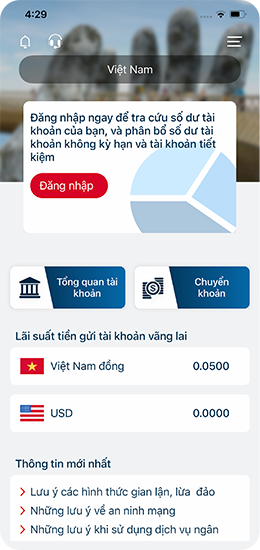 4:29
Việt Nam
Đăng nhập ngay để tra cứu số dư tài
khoản của bạn, và phân bổ số dư tài
khoản không kỳ hạn và tài khoản tiết
kiệm
Đăng nhập
Tổng quan tài
khoản
Chuyển
khoản
Lãi suất tiền gửi tài khoản vãng lai
Việt Nam đồng 0.0500
USD 0.0000
Thông tin mới nhất
Lưu ý các hình thức gian lận, lừa đảo
Những lưu ý về an ninh mạng
Những lưu ý khi sử dụng dịch vụ ngân